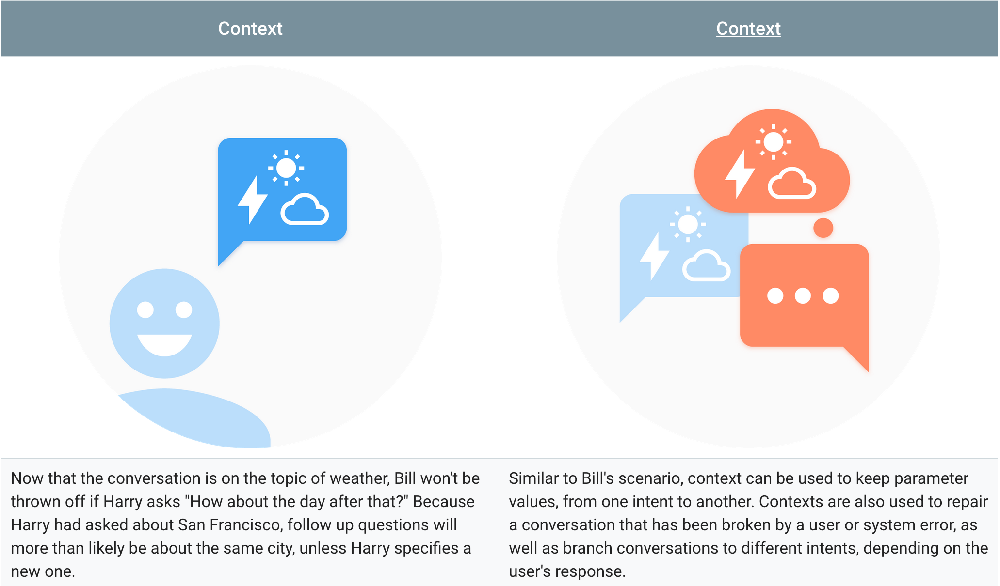 Context
Context
Now that the conversation is on the topic of weather, Bill won't be
thrown off if Harry asks "How about the day after that?" Because
Harry had asked about San Francisco, follow up questions will
more than likely be about the same city, unless Harry specifies a
new one.
Similar to Bill's scenario, context can be used to keep parameter
values, from one intent to another. Contexts are also used to repair
a conversation that has been broken by a user or system error, as
well as branch conversations to different intents, depending on the
user's response.